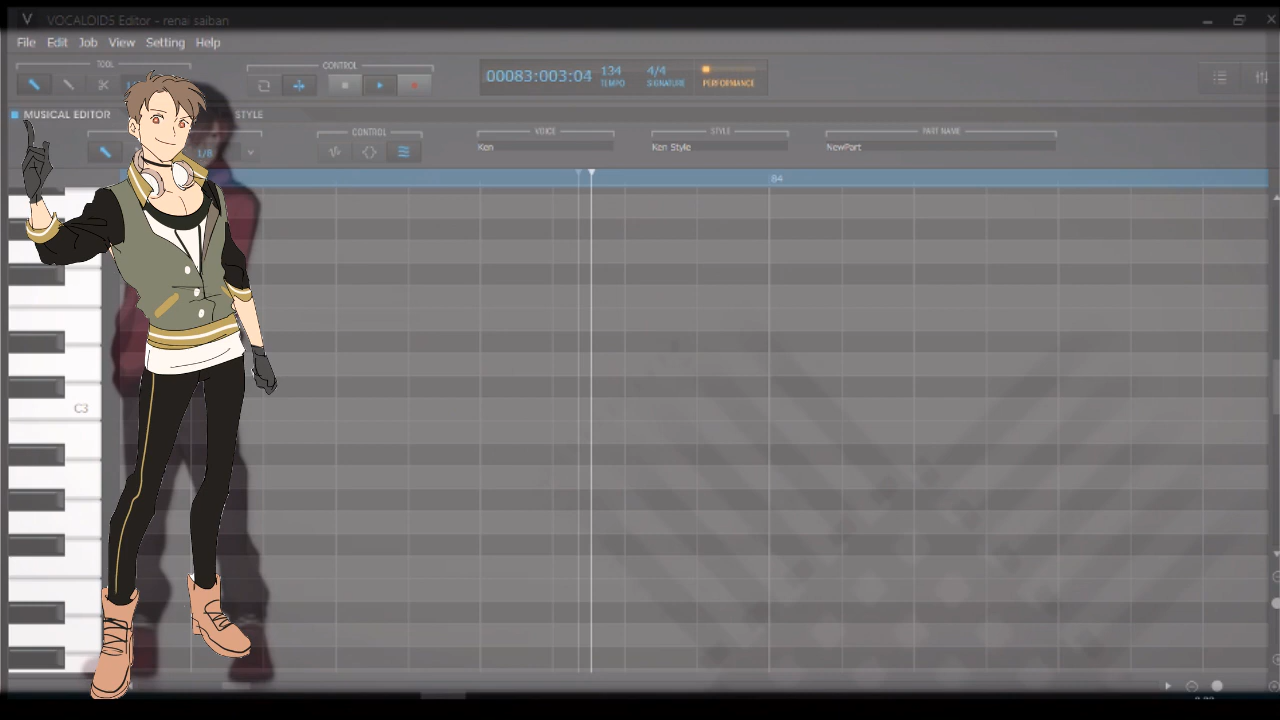 V VOCALOID5 Editor - renai saiban
File Edit Job View Setting Help
TOOL CONTROL
00083:003:04 134 4/4
TEMPO SIGNATURE PERFORMANCE
MUSICAL EDITOR STYLE
CONTROL VOICE STYLE PART NAME
1/8 Ken Ken Style NewPart
84
C3